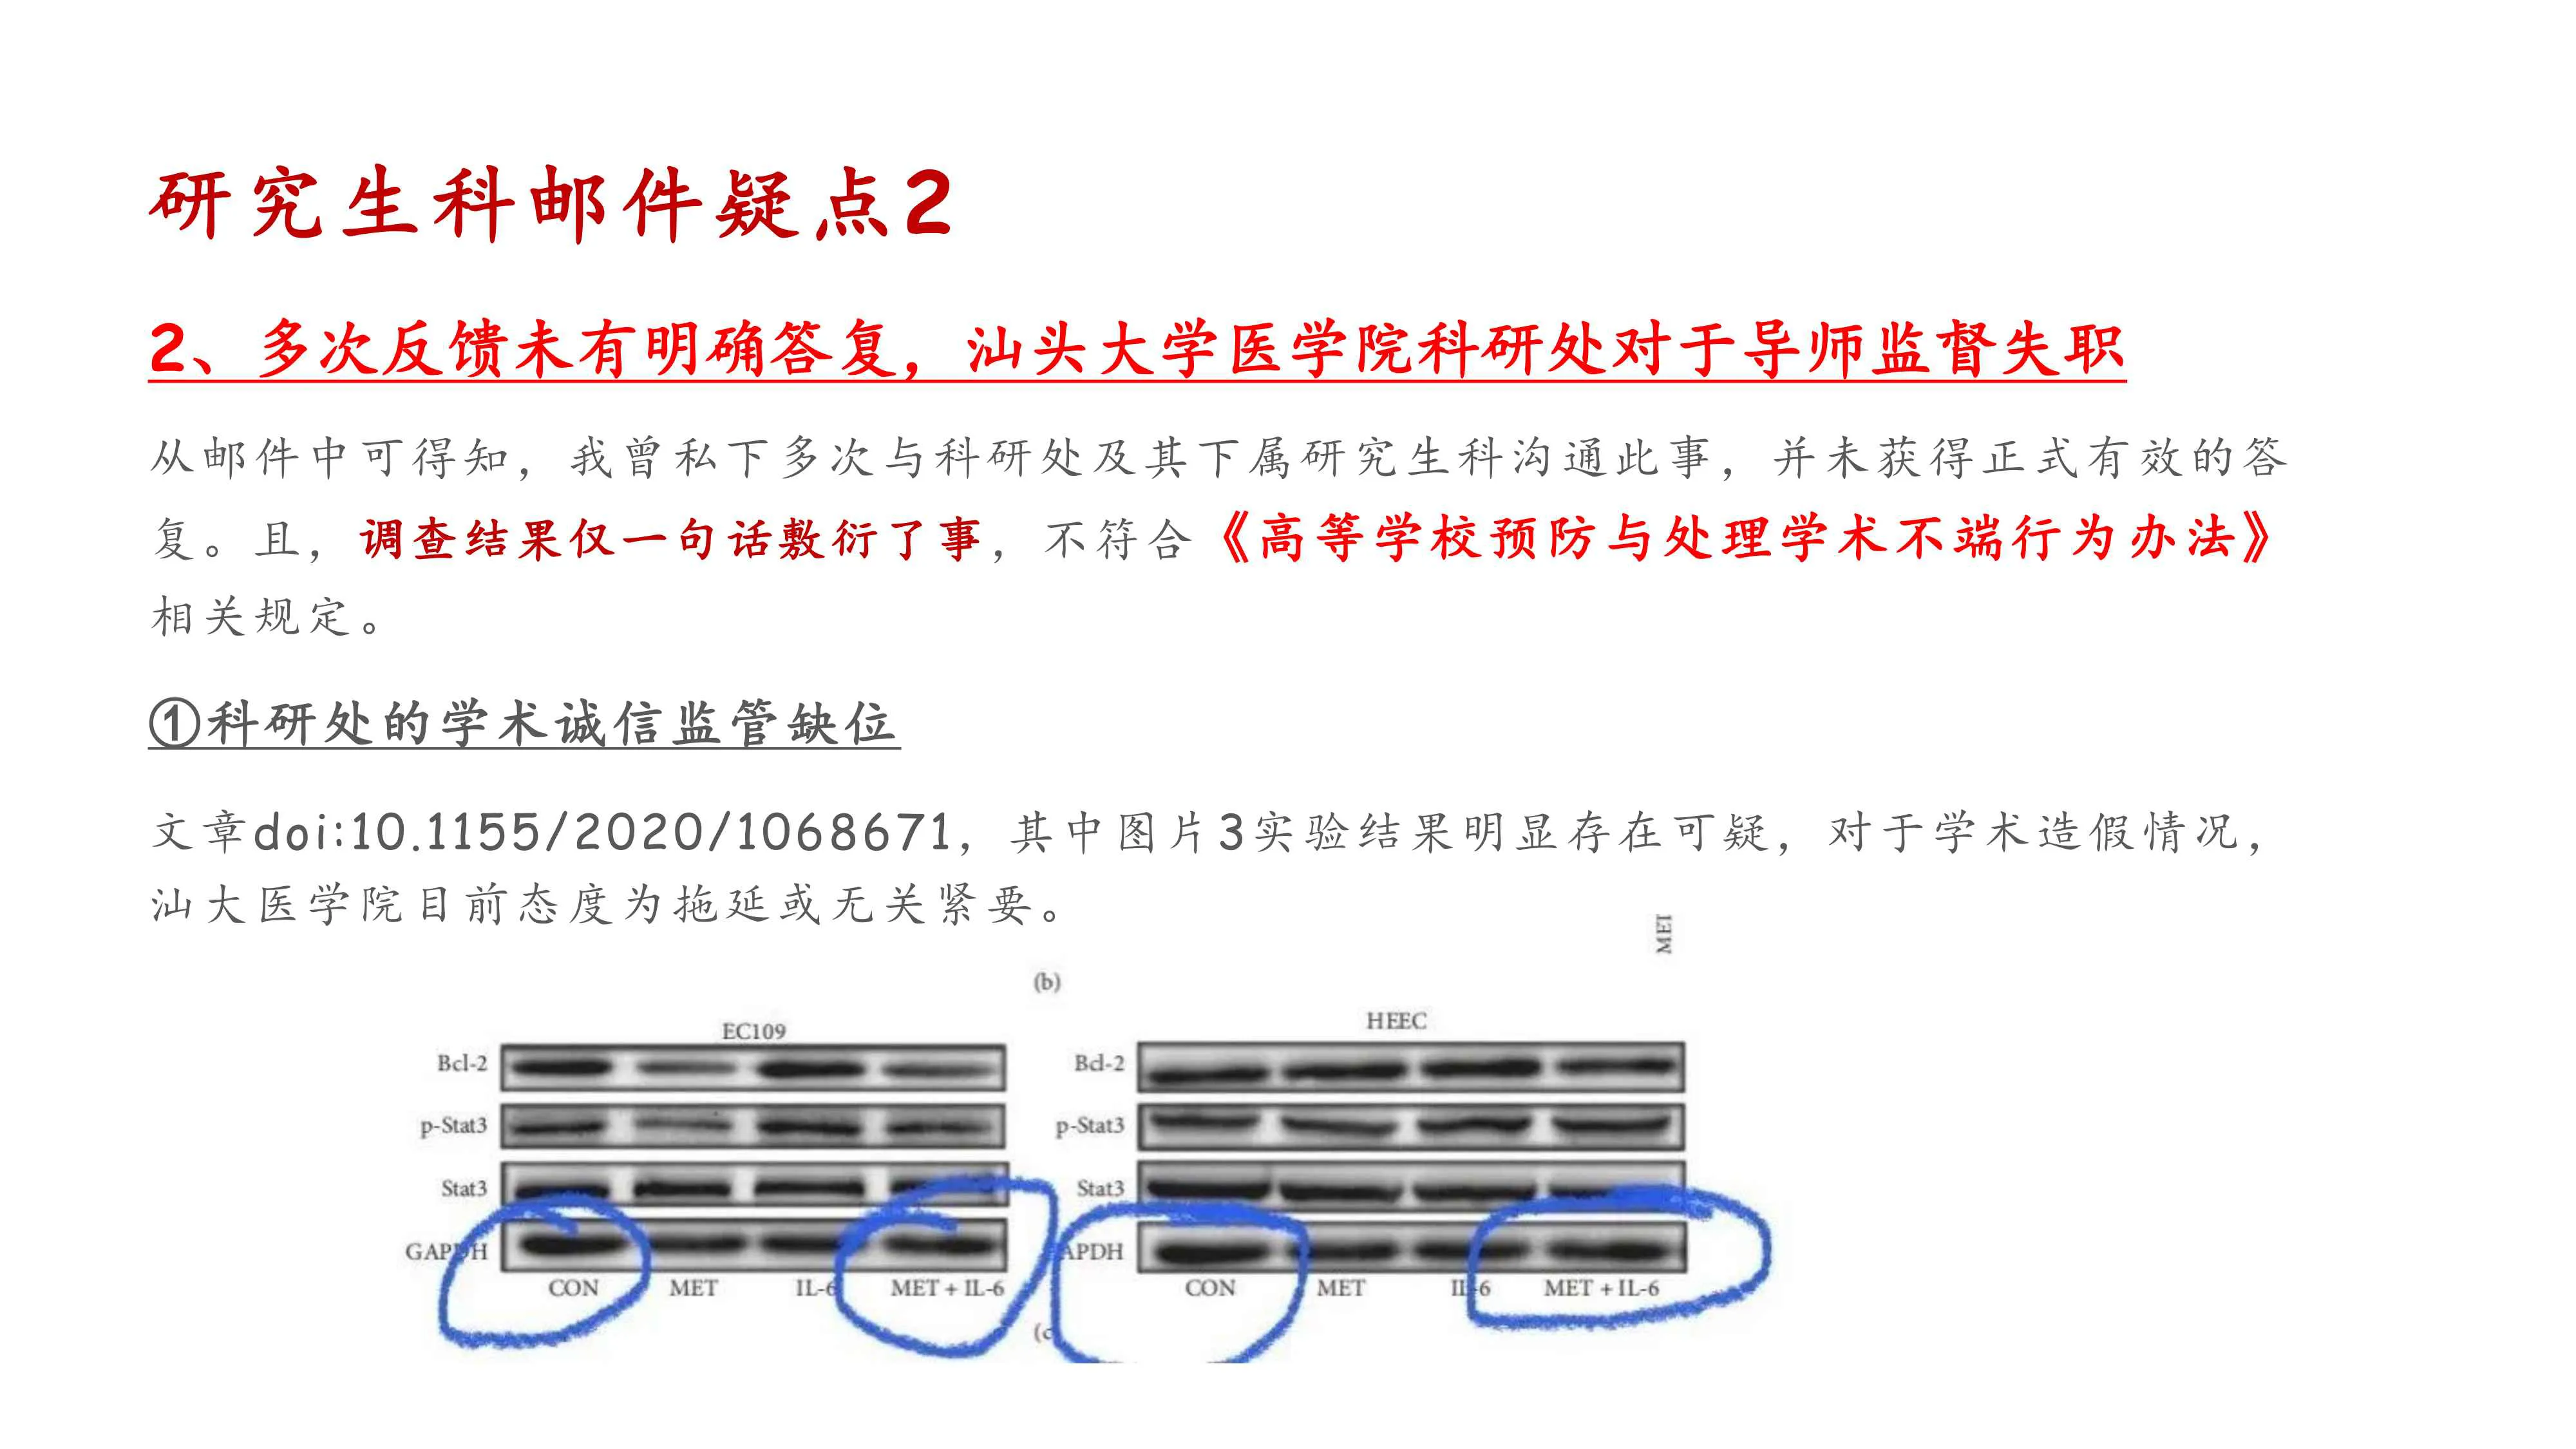 研究生科邮件疑点2
2、多次反馈未有明确答复，汕头大学医学院科研处对于导师监督失职
从邮件中可得知，我曾私下多次与科研处及其下属研究生科沟通此事，并未获得正式有效的答
复。且，调查结果仅一句话敷衍了事，不符合《高等学校预防与处理学术不端行为办法》
相关规定。
①科研处的学术诚信监管缺位
文章doi:10.1155/2020/1068671，其中图片3实验结果明显存在可疑，对于学术造假情况，
汕大医学院目前态度为拖延或无关紧要。
MET
(b)
EC109
Bcl-2
p-Stat3
Stat3
GAPDH
CON MET IL-6 MET + IL-6
HEEC
Bcl-2
p-Stat3
Stat3
APDH
CON MET IL-6 MET + IL-6
(c